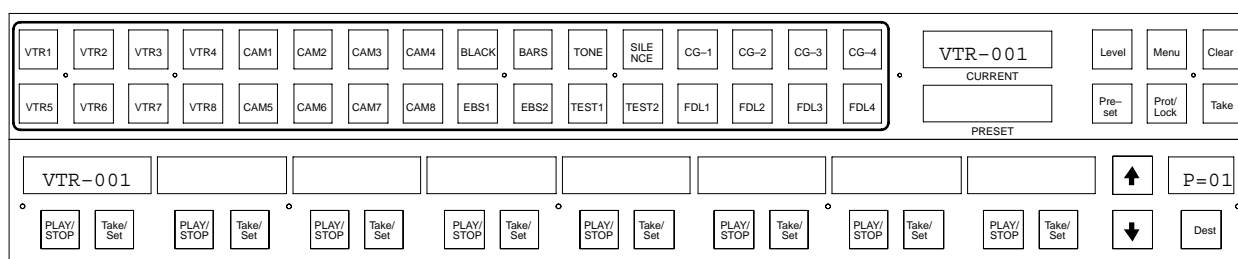 VTR1 VTR2 VTR3 VTR4 CAM1 CAM2 CAM3 CAM4 BLACK BARS TONE SILE NCE CG–1 CG–2 CG–3 CG–4 VTR–001 Level Menu Clear
CURRENT
VTR5 VTR6 VTR7 VTR8 CAM5 CAM6 CAM7 CAM8 EBS1 EBS2 TEST1 TEST2 FDL1 FDL2 FDL3 FDL4 Pre– set Prot/ Lock Take
PRESET
VTR–001 P=01
PLAY/ STOP Take/ Set PLAY/ STOP Take/ Set PLAY/ STOP Take/ Set PLAY/ STOP Take/ Set PLAY/ STOP Take/ Set PLAY/ STOP Take/ Set PLAY/ STOP Take/ Set PLAY/ STOP Take/ Set Dest